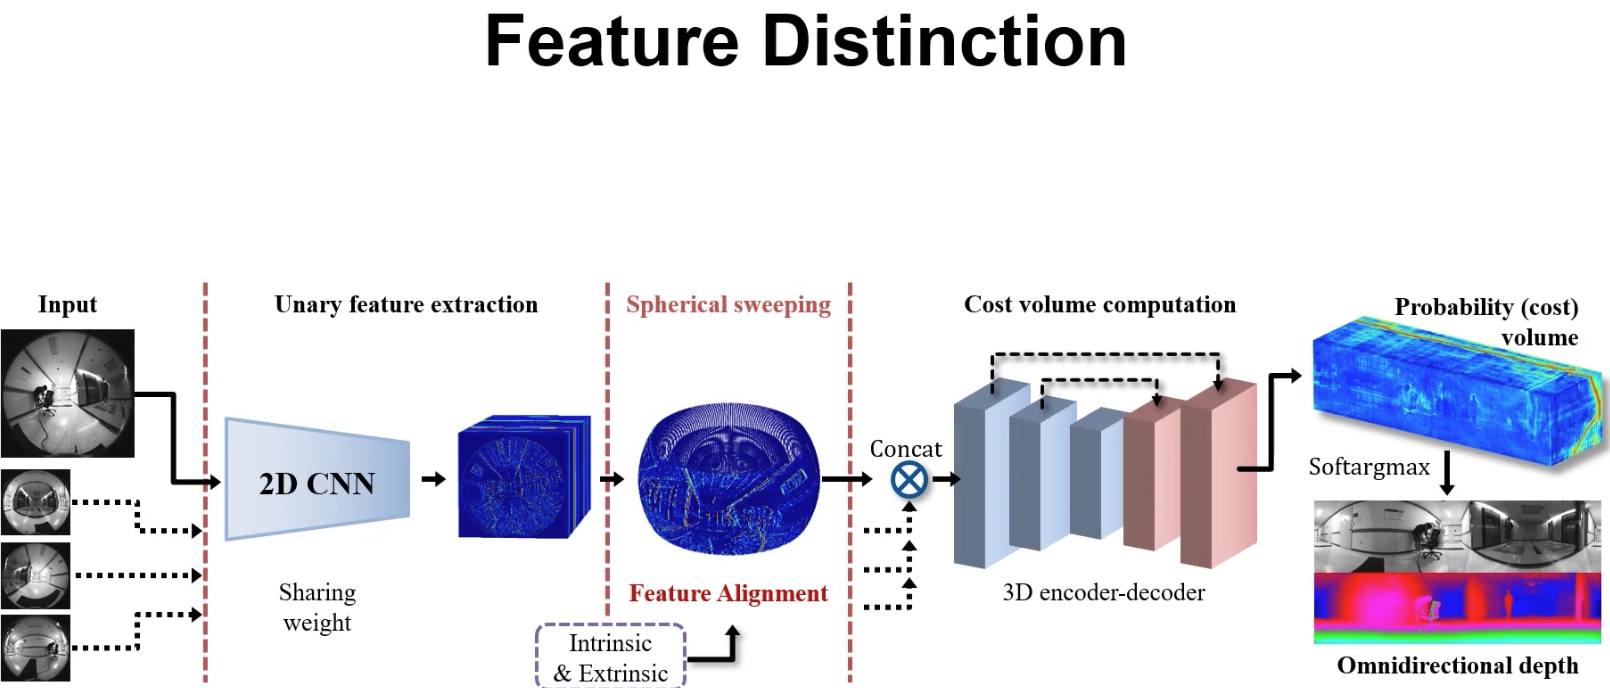 Feature Distinction
Input
Unary feature extraction
Spherical sweeping
Cost volume computation
Probability (cost)
volume
2D CNN
Concat
Softargmax
Sharing
weight
Feature Alignment
3D encoder-decoder
Intrinsic
& Extrinsic
Omnidirectional depth